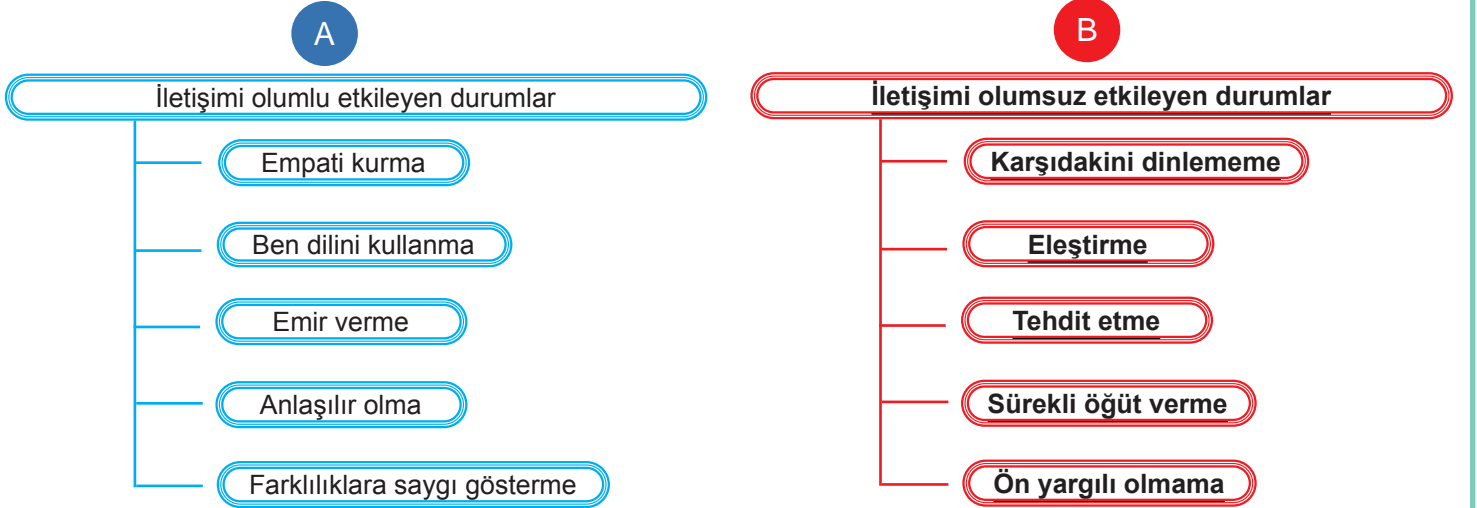 A
İletişimi olumlu etkileyen durumlar
Empati kurma
Ben dilini kullanma
Emir verme
Anlaşılır olma
Farklılıklara saygı gösterme
B
İletişimi olumsuz etkileyen durumlar
Karşıdakini dinlememe
Eleştirme
Tehdit etme
Sürekli öğüt verme
Ön yargılı olmama